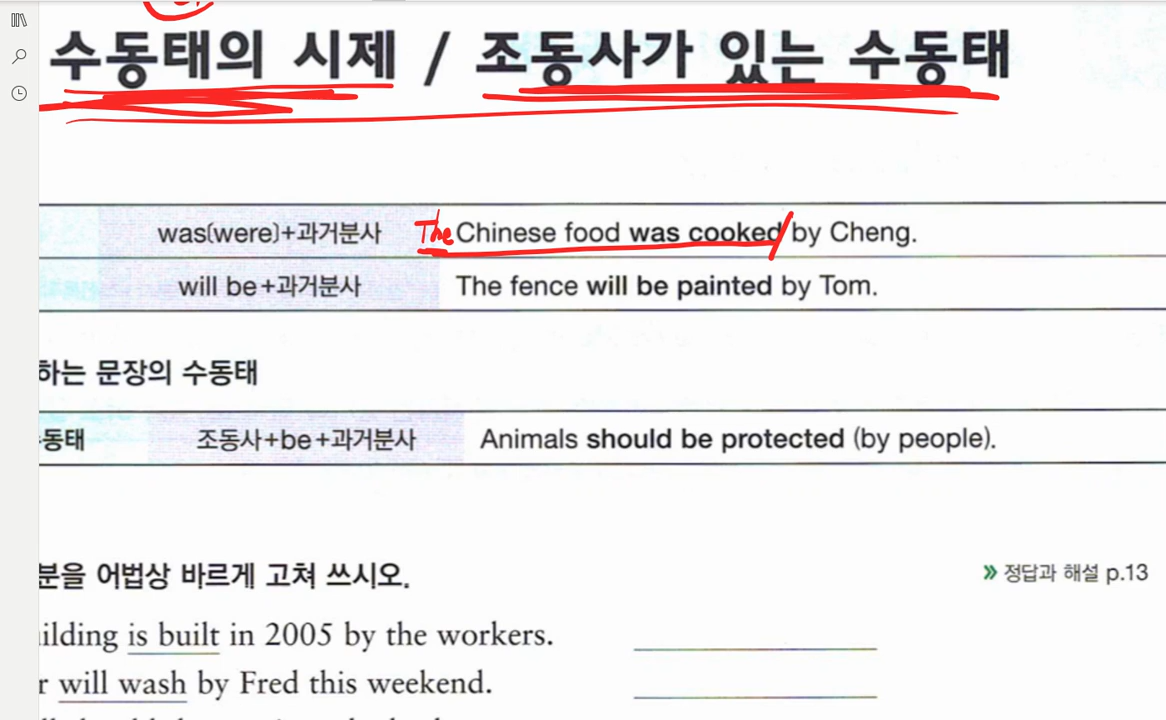 수동태의 시제 / 조동사가 있는 수동태
was(were)+과거분사 The Chinese food was cooked / by Cheng.
will be+과거분사 The fence will be painted by Tom.
하는 문장의 수동태
동태 조동사+be+과거분사 Animals should be protected (by people).
분을 어법상 바르게 고쳐 쓰시오. » 정답과 해설 p.13
ilding is built in 2005 by the workers.
r will wash by Fred this weekend.